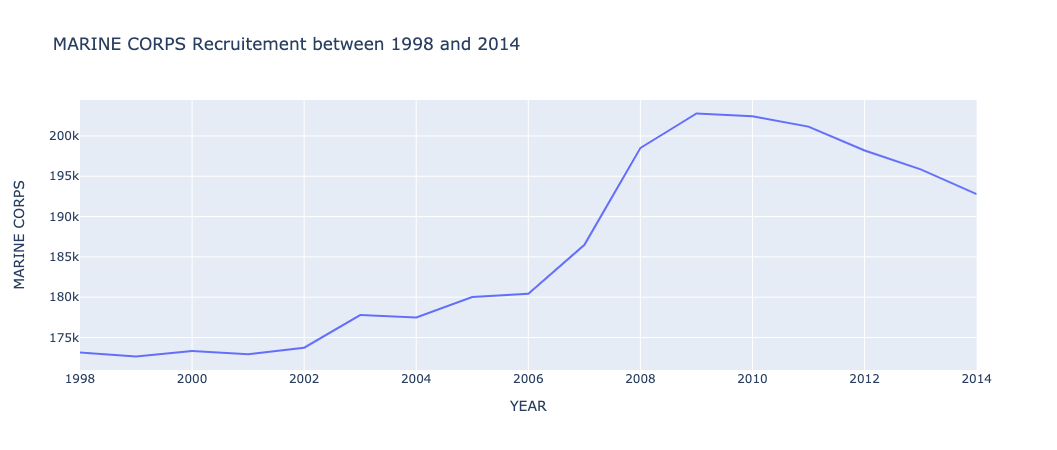 MARINE CORPS Recruitement between 1998 and 2014
MARINE CORPS
200k
195k
190k
185k
180k
175k
1998 2000 2002 2004 2006 2008 2010 2012 2014
YEAR